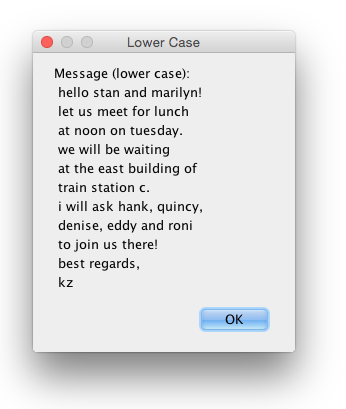 Lower Case
Message (lower case):
hello stan and marilyn!
let us meet for lunch
at noon on tuesday.
we will be waiting
at the east building of
train station c.
i will ask hank, quincy,
denise, eddy and roni
to join us there!
best regards,
kz
OK